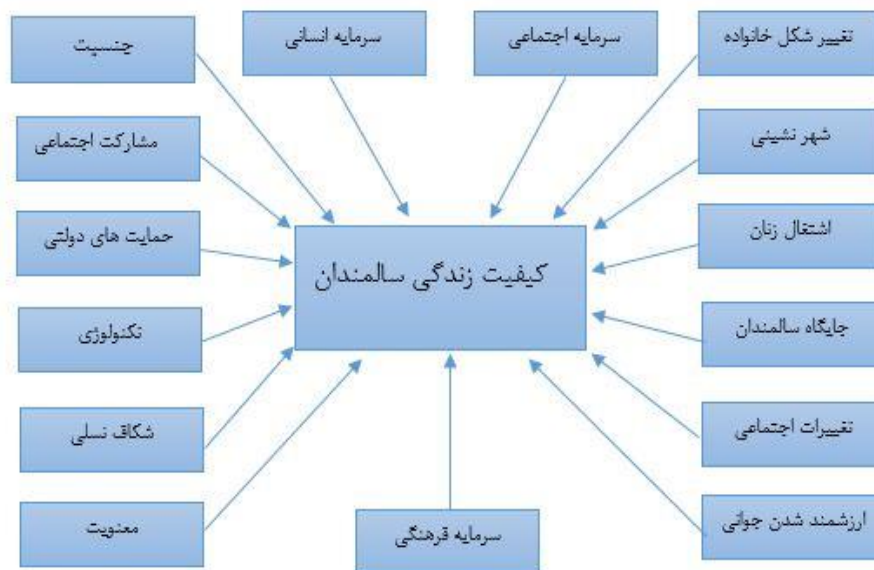 تغییر شکل خانواده
سرمایه اجتماعی
سرمایه انسانی
جنسیت
شهر نشینی
مشارکت اجتماعی
اشتغال زنان
حمایت های دولتی
کیفیت زندگی سالمندان
جایگاه سالمندان
تکنولوژی
تغییرات اجتماعی
شکاف نسلی
ارزشمند شدن جوانی
سرمایه فرهنگی
معنویت